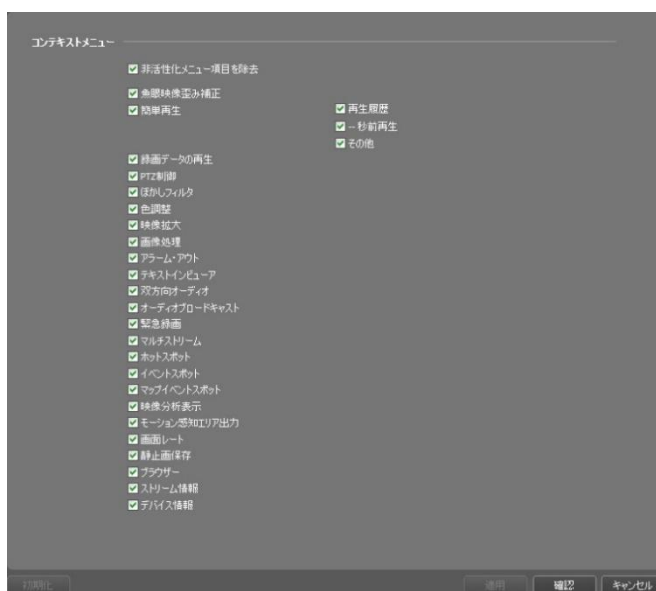 コンテキストメニュー
非活性化メニュー項目を除去
魚眼映像歪み補正
簡単再生
再生履歴
-- 秒前再生
その他
録画データの再生
PTZ制御
ぼかしフィルタ
色調整
映像拡大
画像処理
アラーム・アウト
テキストインビューア
双方向オーディオ
オーディオブロードキャスト
緊急録画
マルチストリーム
ホットスポット
イベントスポット
マップイベントスポット
映像分析表示
モーション感知エリア出力
画面レート
静止画保存
ブラウザー
ストリーム情報
デバイス情報
初期化
適用 確認 キャンセル